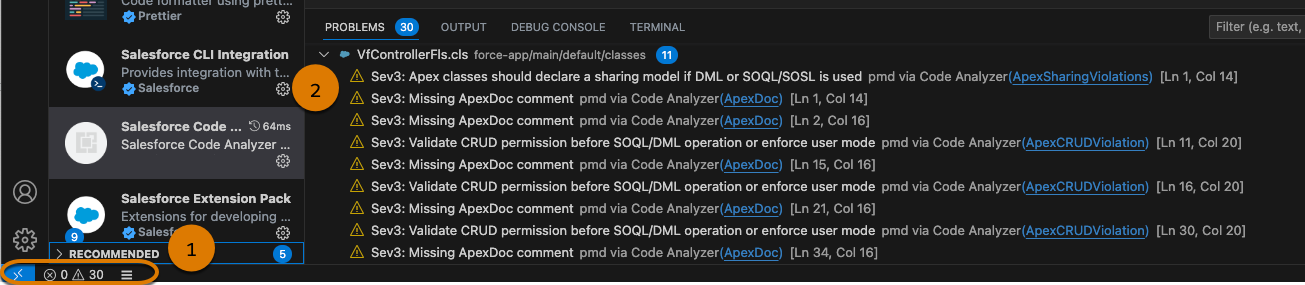 Code formatter using prett...
Prettier
Salesforce CLI Integration
Provides integration with t...
Salesforce
Salesforce Code ... 64ms
Salesforce Code Analyzer ...
Salesforce Extension Pack
Extensions for developing ...
Salesf
9
RECOMMENDED 5
1
0 30
PROBLEMS 30 OUTPUT DEBUG CONSOLE TERMINAL Filter (e.g. text,
VfControllerFls.cls force-app/main/default/classes 11
2
Sev3: Apex classes should declare a sharing model if DML or SOQL/SOSL is used pmd via Code Analyzer(ApexSharingViolations) [Ln 1, Col 14]
Sev3: Missing ApexDoc comment pmd via Code Analyzer(ApexDoc) [Ln 1, Col 14]
Sev3: Missing ApexDoc comment pmd via Code Analyzer(ApexDoc) [Ln 2, Col 16]
Sev3: Validate CRUD permission before SOQL/DML operation or enforce user mode pmd via Code Analyzer(ApexCRUDViolation) [Ln 11, Col 20]
Sev3: Missing ApexDoc comment pmd via Code Analyzer(ApexDoc) [Ln 15, Col 16]
Sev3: Validate CRUD permission before SOQL/DML operation or enforce user mode pmd via Code Analyzer(ApexCRUDViolation) [Ln 16, Col 20]
Sev3: Missing ApexDoc comment pmd via Code Analyzer(ApexDoc) [Ln 21, Col 16]
Sev3: Validate CRUD permission before SOQL/DML operation or enforce user mode pmd via Code Analyzer(ApexCRUDViolation) [Ln 30, Col 20]
Sev3: Missing ApexDoc comment pmd via Code Analyzer(ApexDoc) [Ln 34, Col 16]